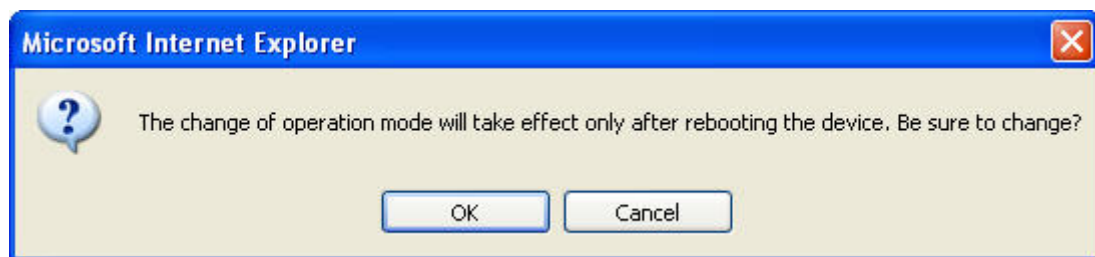 Microsoft Internet Explorer
The change of operation mode will take effect only after rebooting the device. Be sure to change?
OK
Cancel